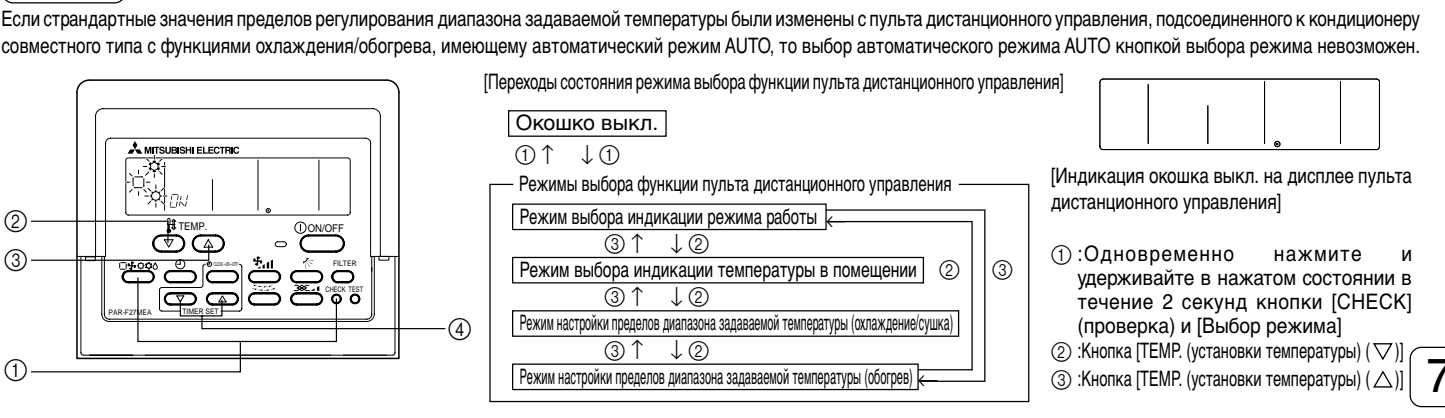 Если страндартные значения пределов регулирования диапазона задаваемой температуры были изменены с пульта дистанционного управления, подсоединенного к кондиционеру
совместного типа с функциями охлаждения/обогрева, имеющему автоматический режим AUTO, то выбор автоматического режима AUTO кнопкой выбора режима невозможен.
MITSUBISHI ELECTRIC
ON
TEMP.
ON/OFF
CLOCK→ON→OFF
FILTER
CHECK TEST
PAR-F27MEA
TIMER SET
②
③
①
④
[Переходы состояния режима выбора функции пульта дистанционного управления]
Окошко выкл.
①↑ ↓①
Режимы выбора функции пульта дистанционного управления
Режим выбора индикации режима работы
③↑ ↓②
Режим выбора индикации температуры в помещении
② ③
③↑ ↓②
Режим настройки пределов диапазона задаваемой температуры (охлаждение/сушка)
③↑ ↓②
Режим настройки пределов диапазона задаваемой температуры (обогрев)
[Индикация окошка выкл. на дисплее пульта
дистанционного управления]
① :Одновременно нажмите и
удерживайте в нажатом состоянии в
течение 2 секунд кнопки [CHECK]
(проверка) и [Выбор режима]
② :Кнопка [TEMP. (установки температуры) (▽)]
③ :Кнопка [TEMP. (установки температуры) (△)]
7